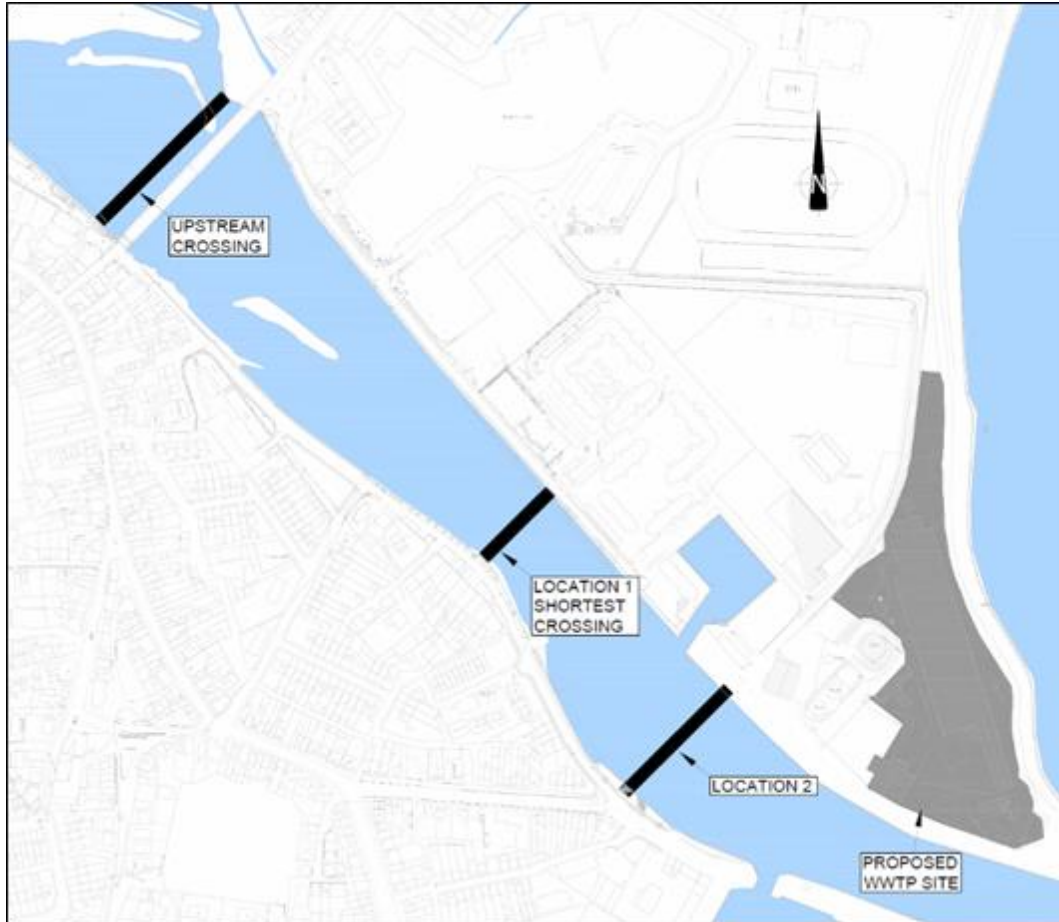 N
UPSTREAM
CROSSING
LOCATION 1
SHORTEST
CROSSING
LOCATION 2
PROPOSED
WWTP SITE